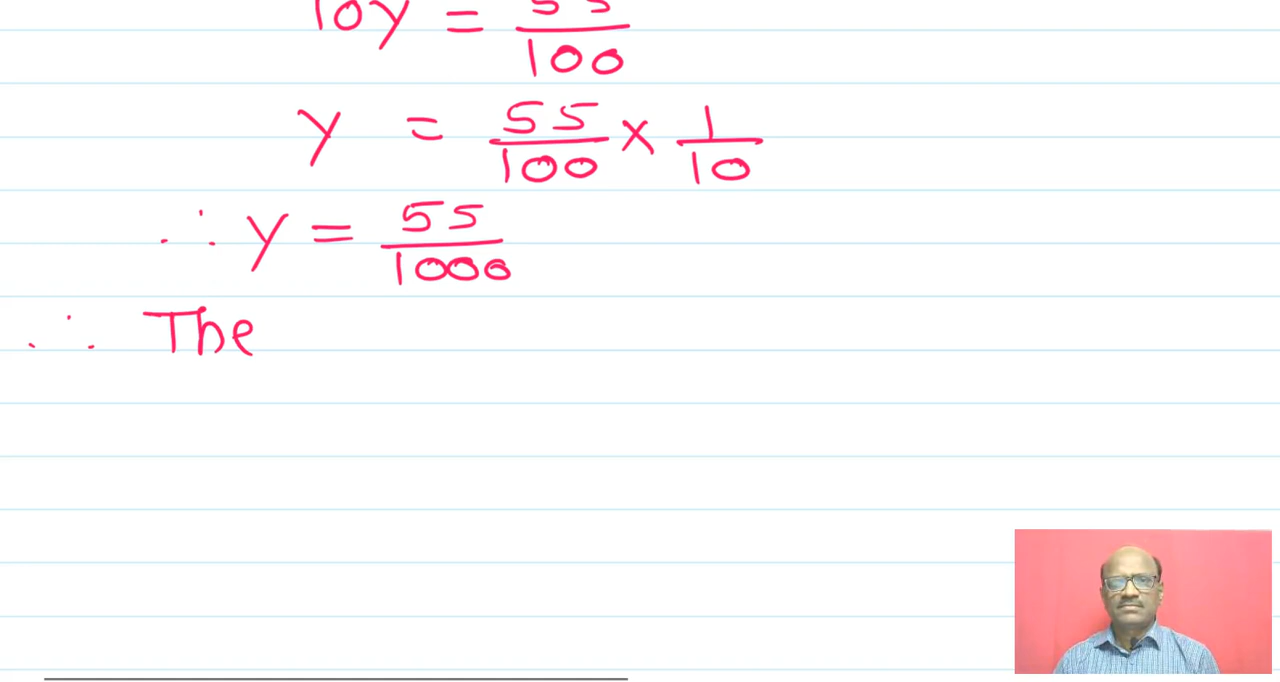 10y = 55/100
y = 55/100 × 1/10
∴ y = 55/1000
∴ The